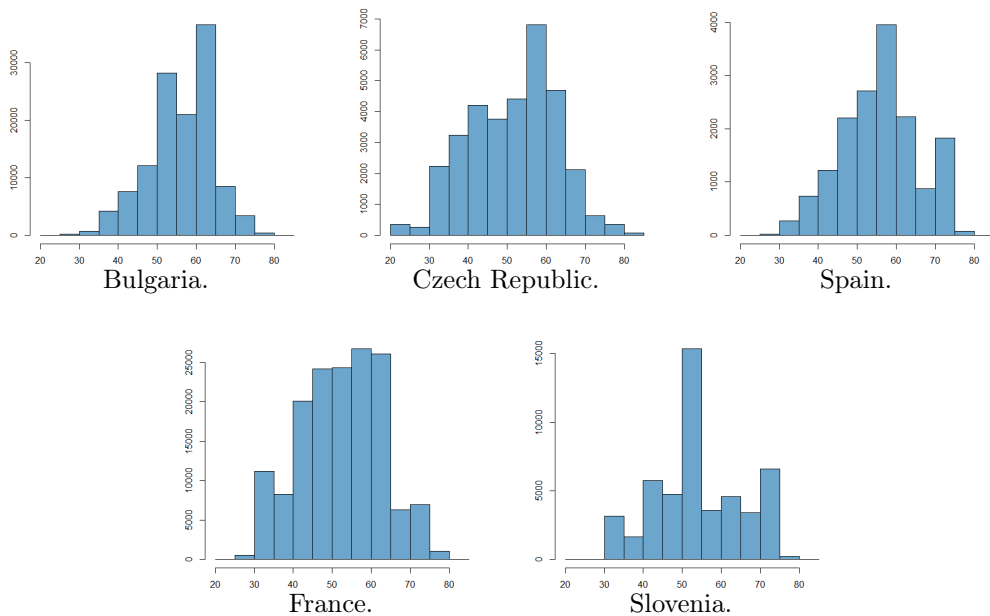 0 10000 20000 30000
20 30 40 50 60 70 80
Bulgaria.
0 1000 2000 3000 4000 5000 6000 7000
20 30 40 50 60 70 80
Czech Republic.
0 1000 2000 3000 4000
20 30 40 50 60 70 80
Spain.
0 5000 10000 15000 20000 25000
20 30 40 50 60 70 80
France.
0 5000 10000 15000
20 30 40 50 60 70 80
Slovenia.